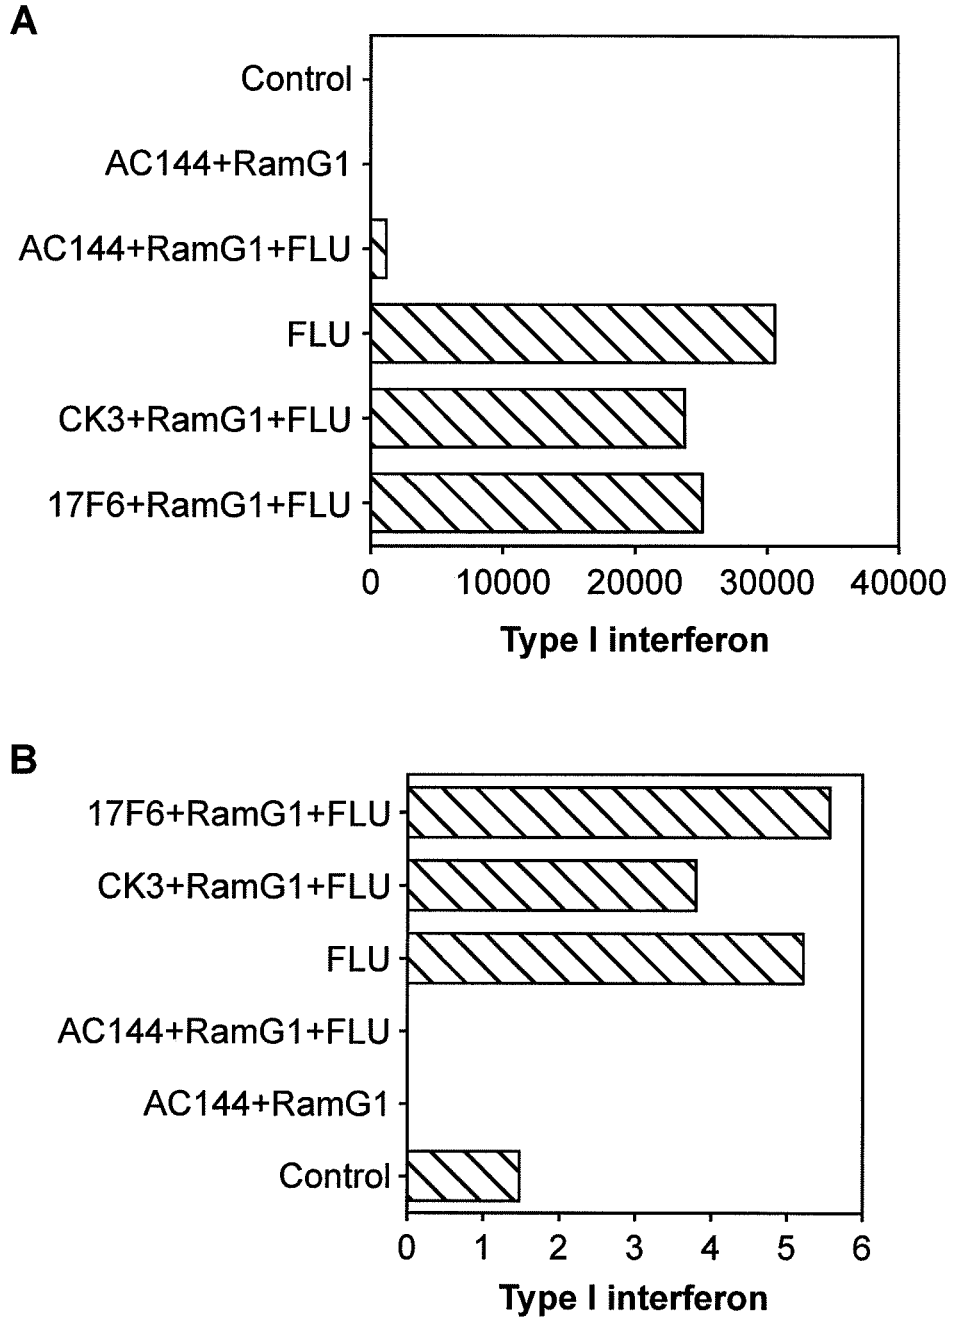 A
Control
AC144+RamG1
AC144+RamG1+FLU
FLU
CK3+RamG1+FLU
17F6+RamG1+FLU
0 10000 20000 30000 40000
Type I interferon
B
17F6+RamG1+FLU
CK3+RamG1+FLU
FLU
AC144+RamG1+FLU
AC144+RamG1
Control
0 1 2 3 4 5 6
Type I interferon